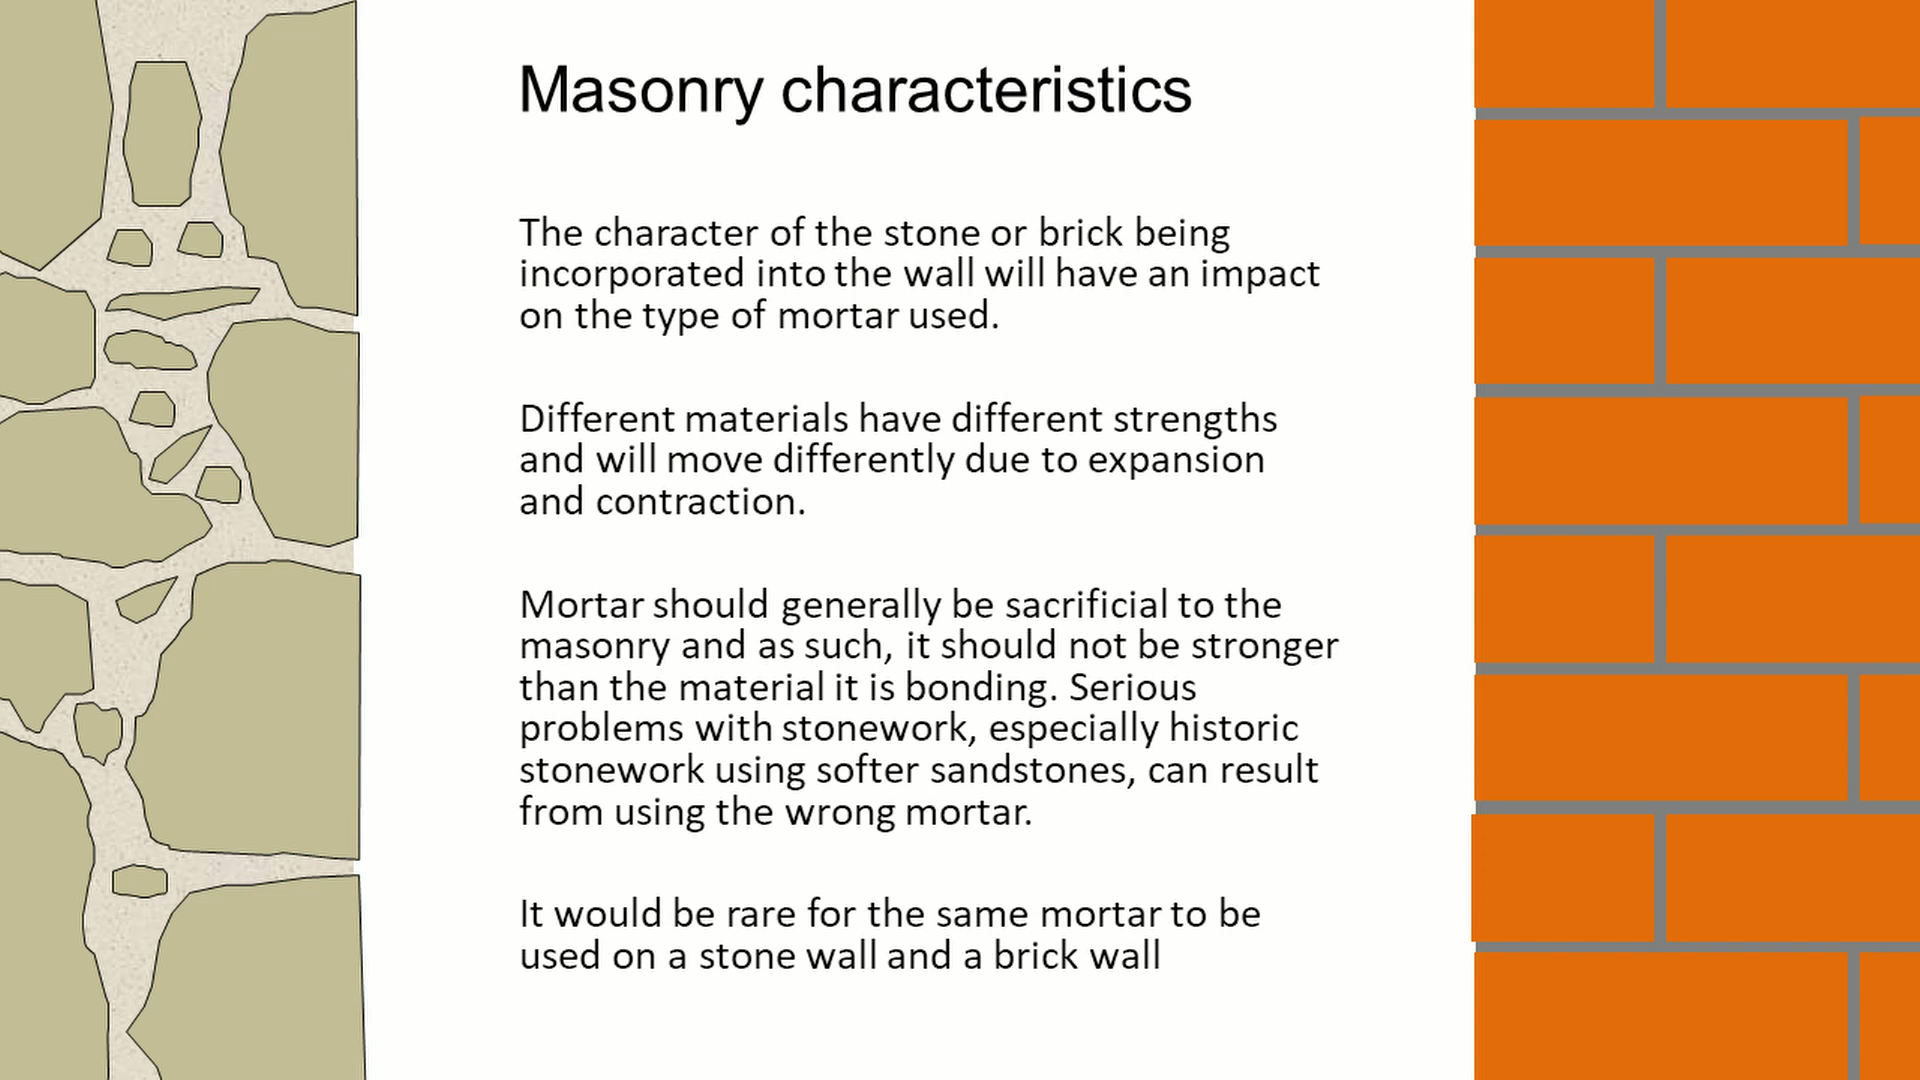 Masonry characteristics
The character of the stone or brick being
incorporated into the wall will have an impact
on the type of mortar used.
Different materials have different strengths
and will move differently due to expansion
and contraction.
Mortar should generally be sacrificial to the
masonry and as such, it should not be stronger
than the material it is bonding. Serious
problems with stonework, especially historic
stonework using softer sandstones, can result
from using the wrong mortar.
It would be rare for the same mortar to be
used on a stone wall and a brick wall